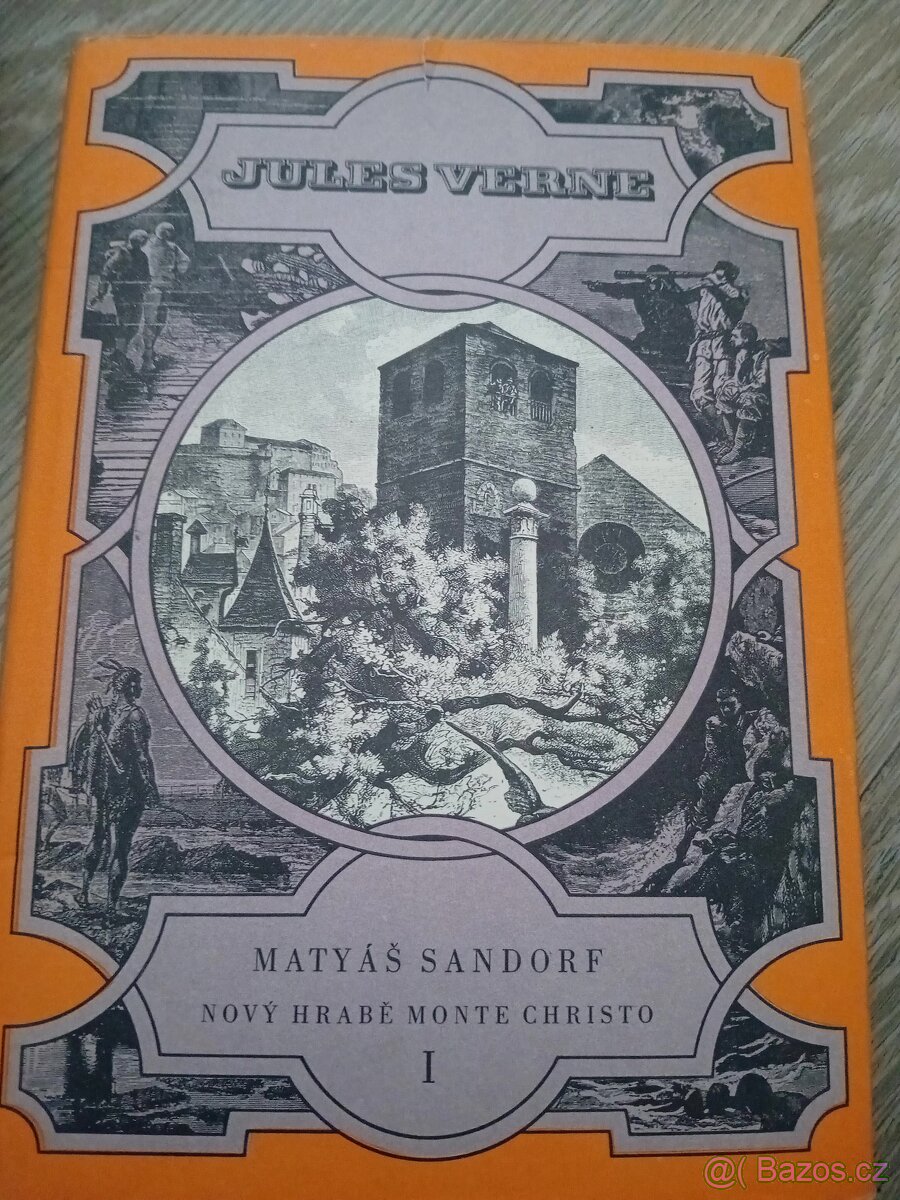 JULES VERNE
MATYÁŠ SANDORF
NOVÝ HRABĚ MONTE CHRISTO
I
@( Bazos.cz